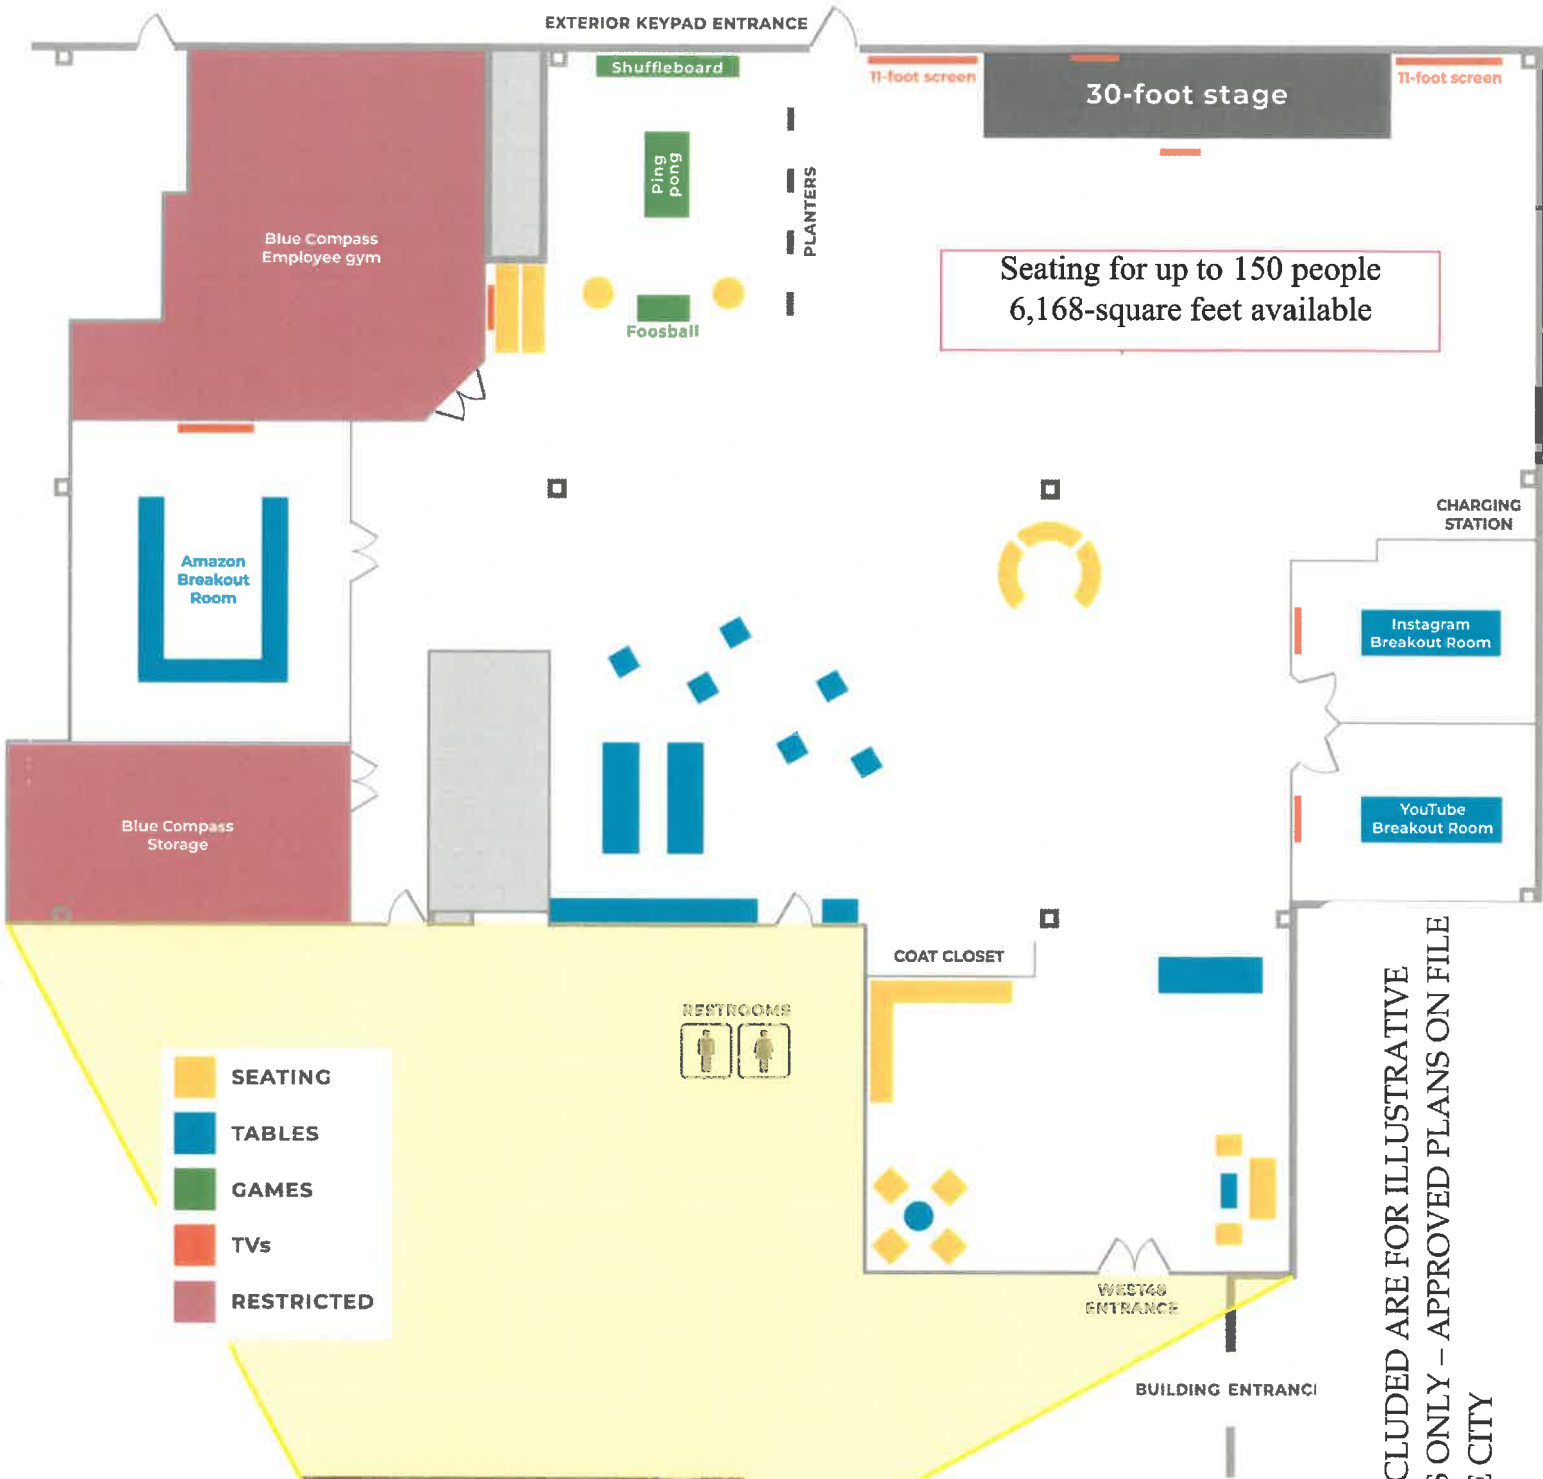 EXTERIOR KEYPAD ENTRANCE
Shuffleboard
11-foot screen
30-foot stage
11-foot screen
Ping
pong
PLANTERS
Blue Compass
Employee gym
Seating for up to 150 people
6,168-square feet available
Foosball
CHARGING
STATION
Amazon
Breakout
Room
Instagram
Breakout Room
YouTube
Breakout Room
Blue Compass
Storage
COAT CLOSET
RESTROOMS
SEATING
TABLES
GAMES
TVs
RESTRICTED
WEST48
ENTRANCE
BUILDING ENTRANC
CLUDED ARE FOR ILLUSTRATIVE
S ONLY – APPROVED PLANS ON FILE
E CITY